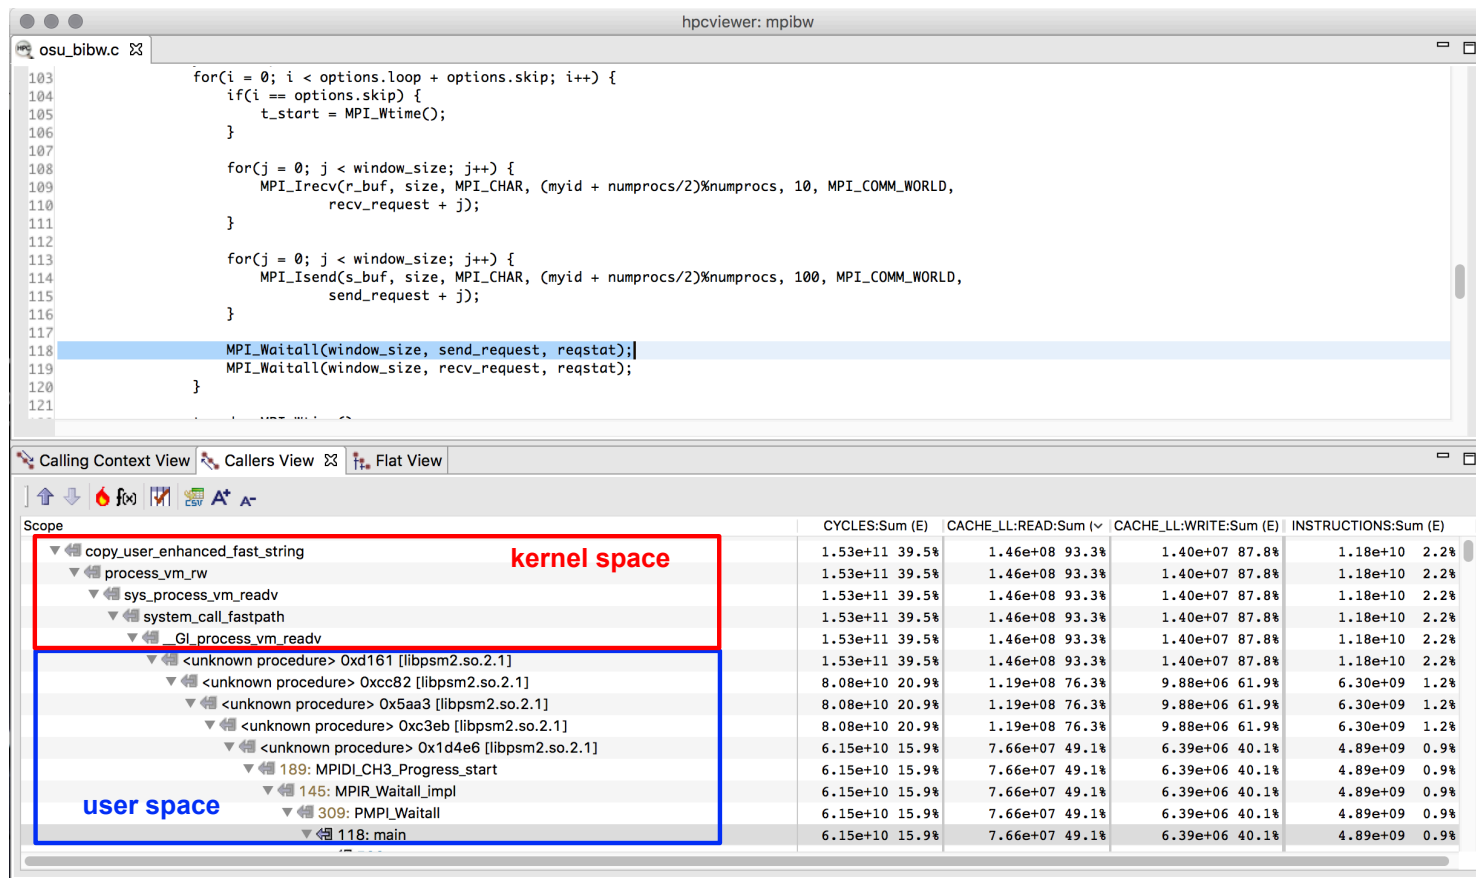 hpcviewer: mpibw
osu_bibw.c
103 for(i = 0; i < options.loop + options.skip; i++) {
104 if(i == options.skip) {
105 t_start = MPI_Wtime();
106 }
107
108 for(j = 0; j < window_size; j++) {
109 MPI_Irecv(r_buf, size, MPI_CHAR, (myid + numprocs/2)%numprocs, 10, MPI_COMM_WORLD,
110 recv_request + j);
111 }
112
113 for(j = 0; j < window_size; j++) {
114 MPI_Isend(s_buf, size, MPI_CHAR, (myid + numprocs/2)%numprocs, 100, MPI_COMM_WORLD,
115 send_request + j);
116 }
117
118 MPI_Waitall(window_size, send_request, reqstat);
119 MPI_Waitall(window_size, recv_request, reqstat);
120 }
121
Calling Context View Callers View Flat View
f(x) CSV A+ A-
Scope CYCLES:Sum (E) CACHE_LL:READ:Sum ( CACHE_LL:WRITE:Sum (E) INSTRUCTIONS:Sum (E)
copy_user_enhanced_fast_string kernel space 1.53e+11 39.5% 1.46e+08 93.3% 1.40e+07 87.8% 1.18e+10 2.2%
process_vm_rw 1.53e+11 39.5% 1.46e+08 93.3% 1.40e+07 87.8% 1.18e+10 2.2%
sys_process_vm_readv 1.53e+11 39.5% 1.46e+08 93.3% 1.40e+07 87.8% 1.18e+10 2.2%
system_call_fastpath 1.53e+11 39.5% 1.46e+08 93.3% 1.40e+07 87.8% 1.18e+10 2.2%
__GI_process_vm_readv 1.53e+11 39.5% 1.46e+08 93.3% 1.40e+07 87.8% 1.18e+10 2.2%
<unknown procedure> 0xd161 [libpsm2.so.2.1] 1.53e+11 39.5% 1.46e+08 93.3% 1.40e+07 87.8% 1.18e+10 2.2%
<unknown procedure> 0xcc82 [libpsm2.so.2.1] 8.08e+10 20.9% 1.19e+08 76.3% 9.88e+06 61.9% 6.30e+09 1.2%
<unknown procedure> 0x5aa3 [libpsm2.so.2.1] 8.08e+10 20.9% 1.19e+08 76.3% 9.88e+06 61.9% 6.30e+09 1.2%
<unknown procedure> 0xc3eb [libpsm2.so.2.1] 8.08e+10 20.9% 1.19e+08 76.3% 9.88e+06 61.9% 6.30e+09 1.2%
<unknown procedure> 0x1d4e6 [libpsm2.so.2.1] 6.15e+10 15.9% 7.66e+07 49.1% 6.39e+06 40.1% 4.89e+09 0.9%
189: MPIDI_CH3_Progress_start 6.15e+10 15.9% 7.66e+07 49.1% 6.39e+06 40.1% 4.89e+09 0.9%
145: MPIR_Waitall_impl 6.15e+10 15.9% 7.66e+07 49.1% 6.39e+06 40.1% 4.89e+09 0.9%
user space 309: PMPI_Waitall 6.15e+10 15.9% 7.66e+07 49.1% 6.39e+06 40.1% 4.89e+09 0.9%
118: main 6.15e+10 15.9% 7.66e+07 49.1% 6.39e+06 40.1% 4.89e+09 0.9%